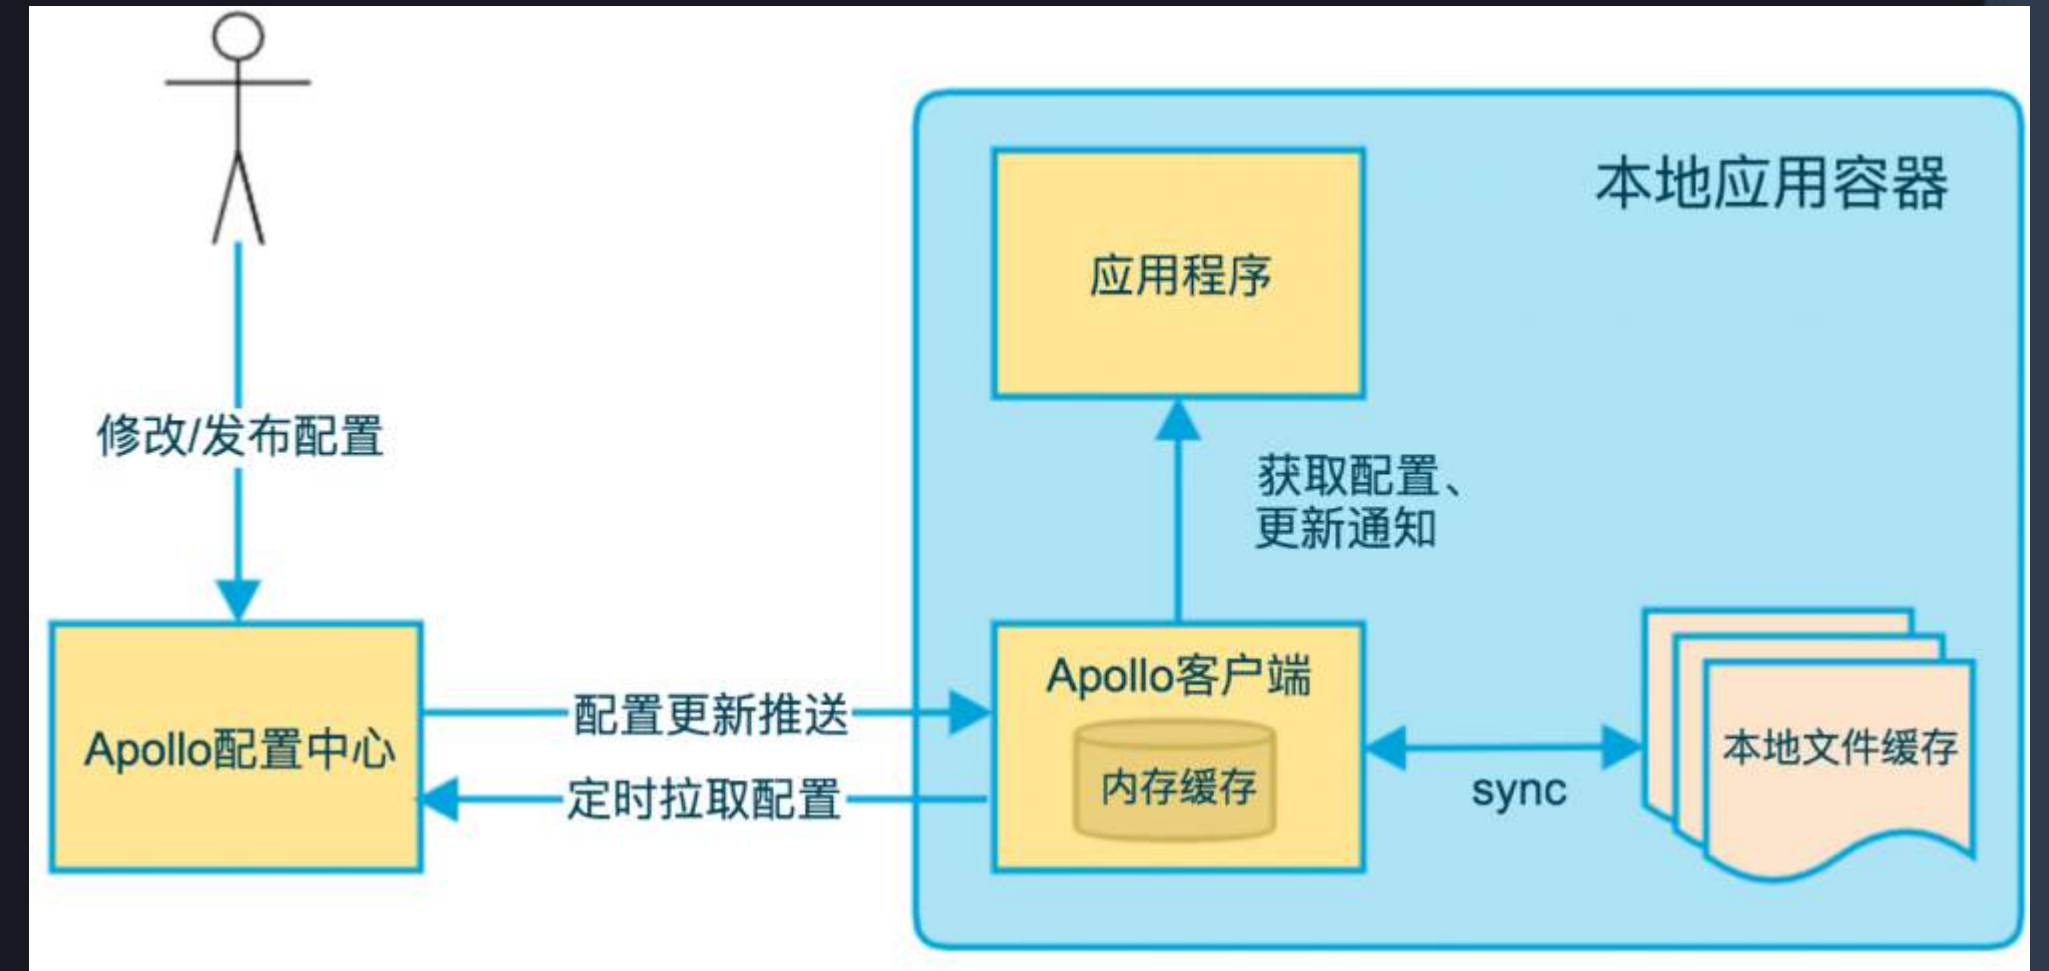 本地应用容器
应用程序
修改/发布配置
获取配置、
更新通知
Apollo配置中心
配置更新推送
定时拉取配置
Apollo客户端
内存缓存
sync
本地文件缓存